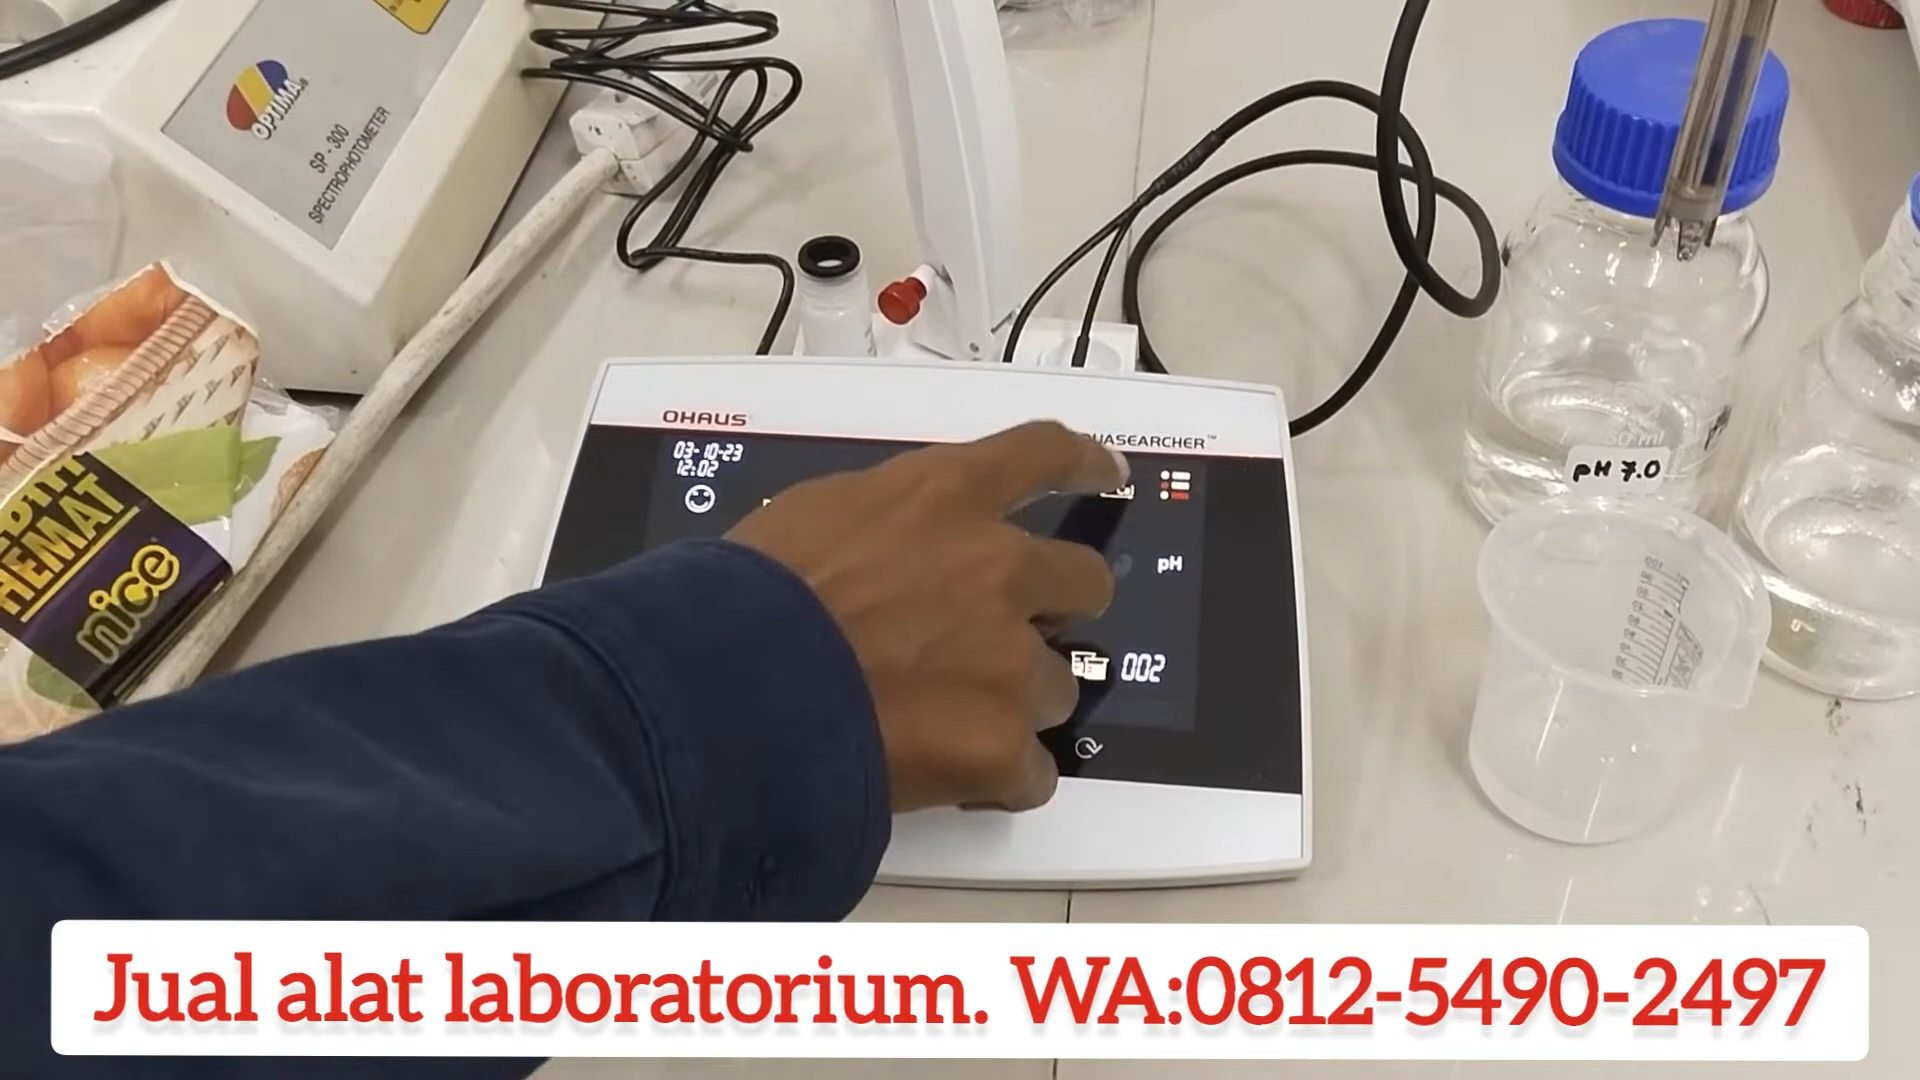 OPTIMA
SP-300
SPECTROPHOTOMETER
HEMAT
nice
OHAUS
03-10-23
12:02
pH
002
pH 7.0
100
Jual alat laboratorium. WA:0812-5490-2497